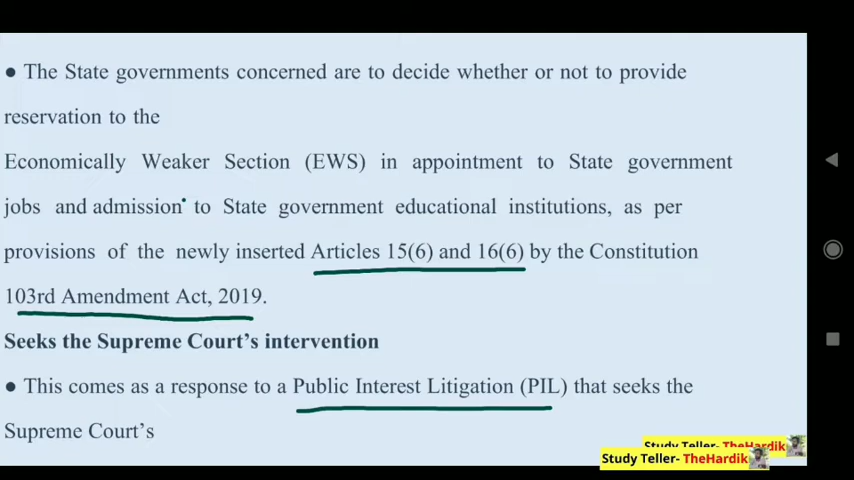 ● The State governments concerned are to decide whether or not to provide
reservation to the
Economically Weaker Section (EWS) in appointment to State government
jobs and admission to State government educational institutions, as per
provisions of the newly inserted Articles 15(6) and 16(6) by the Constitution
103rd Amendment Act, 2019.
Seeks the Supreme Court's intervention
● This comes as a response to a Public Interest Litigation (PIL) that seeks the
Supreme Court's
Study Teller- TheHardik
Study Teller- TheHardik